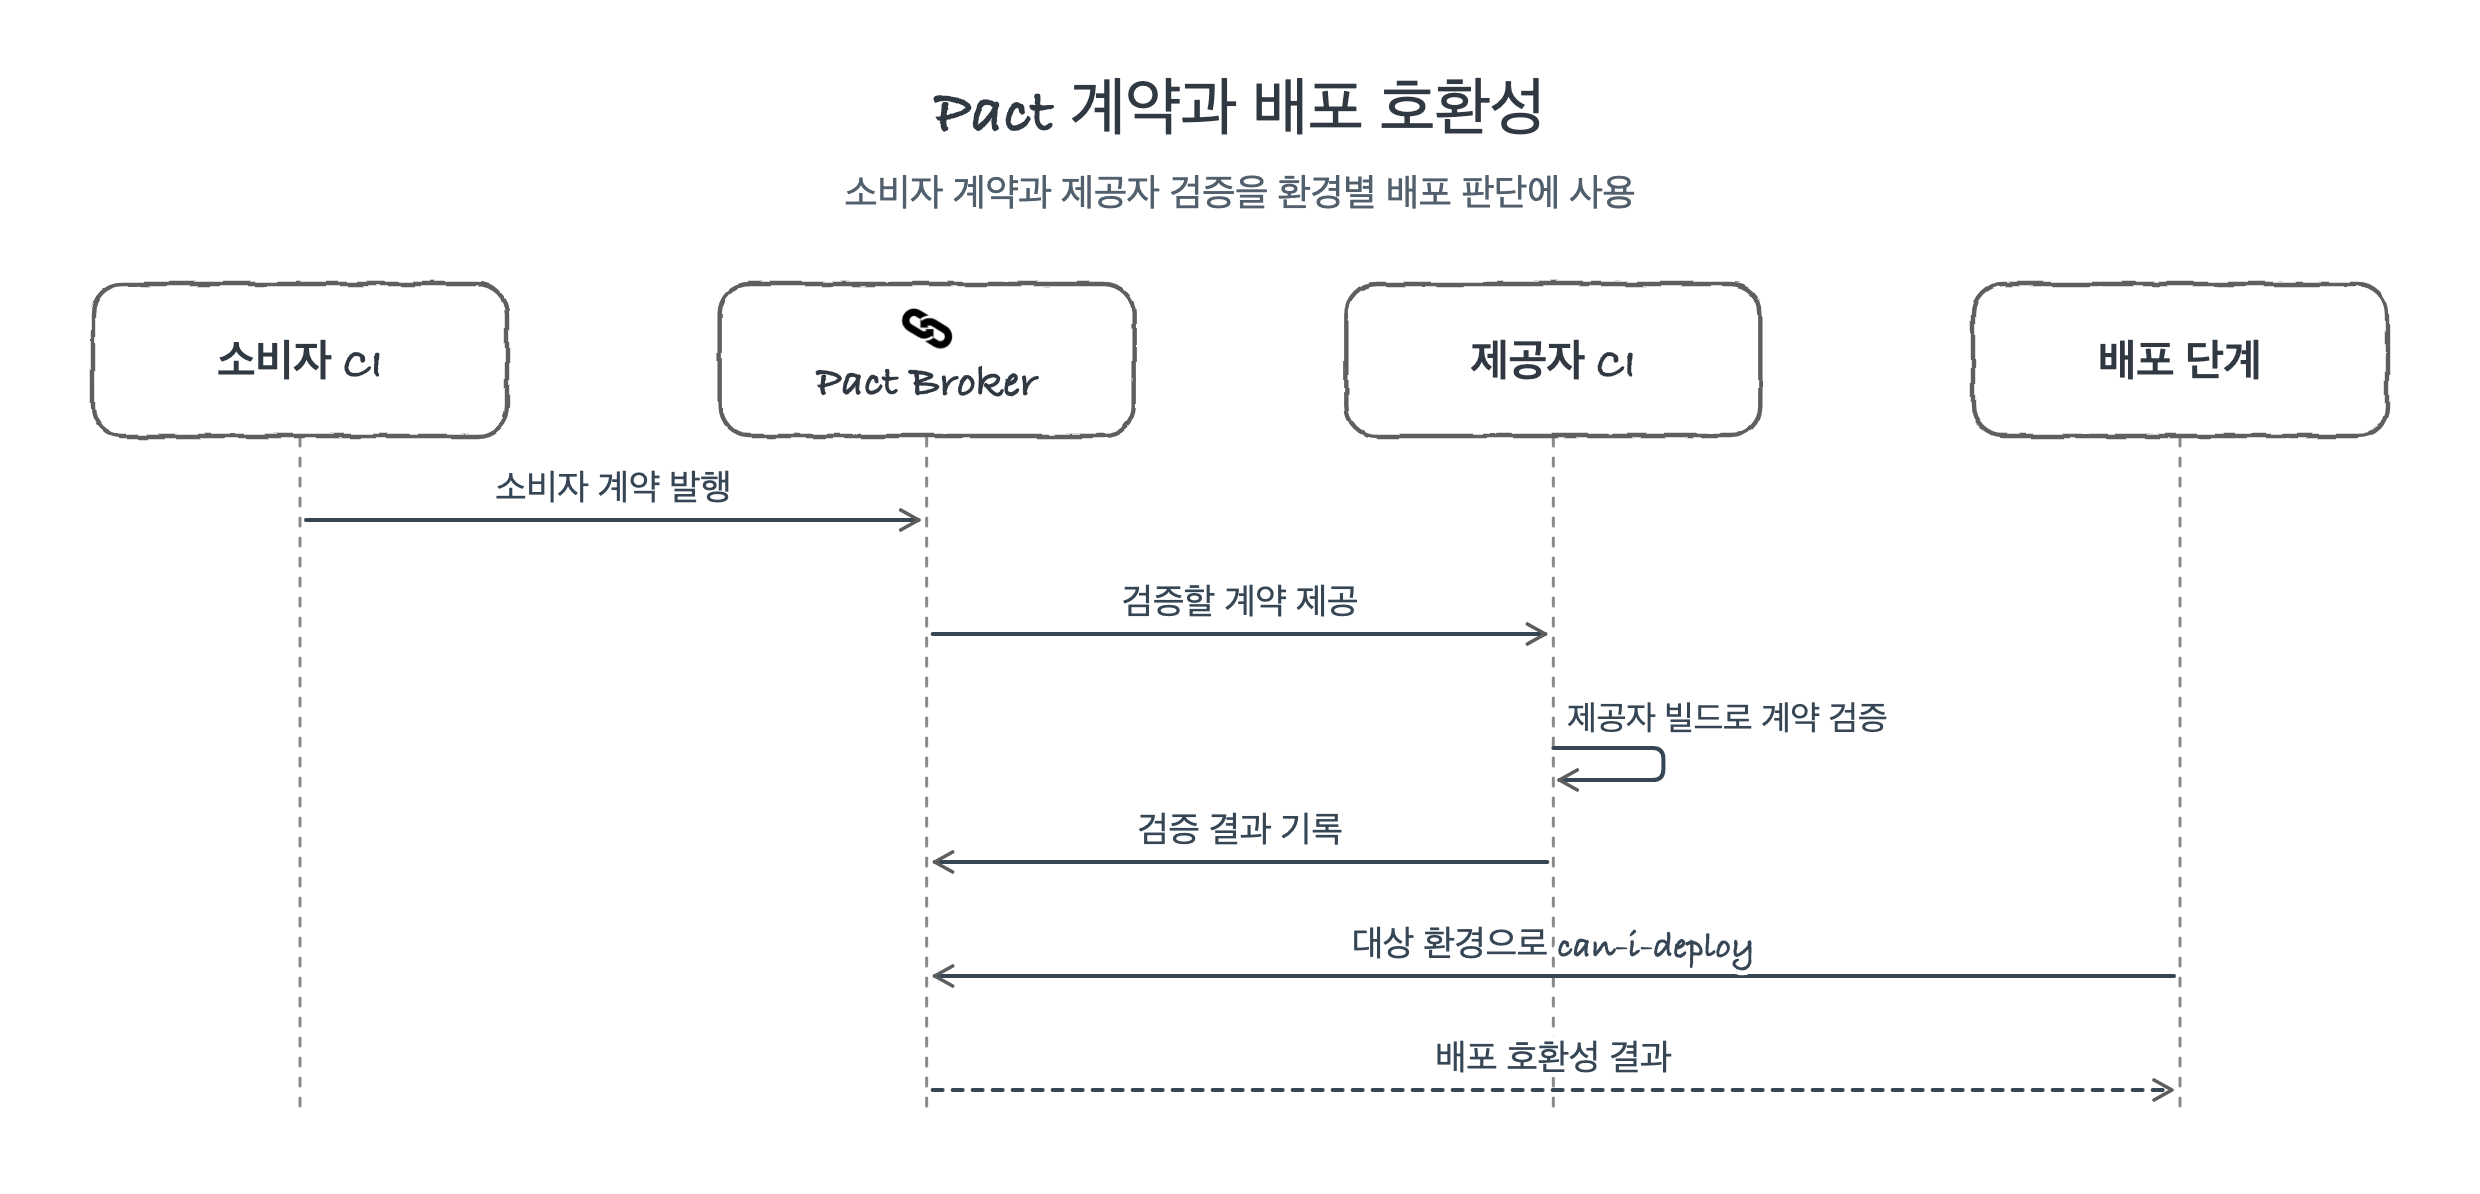 Pact 계약과 배포 호환성
소비자 계약과 제공자 검증을 환경별 배포 판단에 사용
소비자 CI
Pact Broker
제공자 CI
배포 단계
소비자 계약 발행
검증할 계약 제공
제공자 빌드로 계약 검증
검증 결과 기록
대상 환경으로 can-i-deploy
배포 호환성 결과